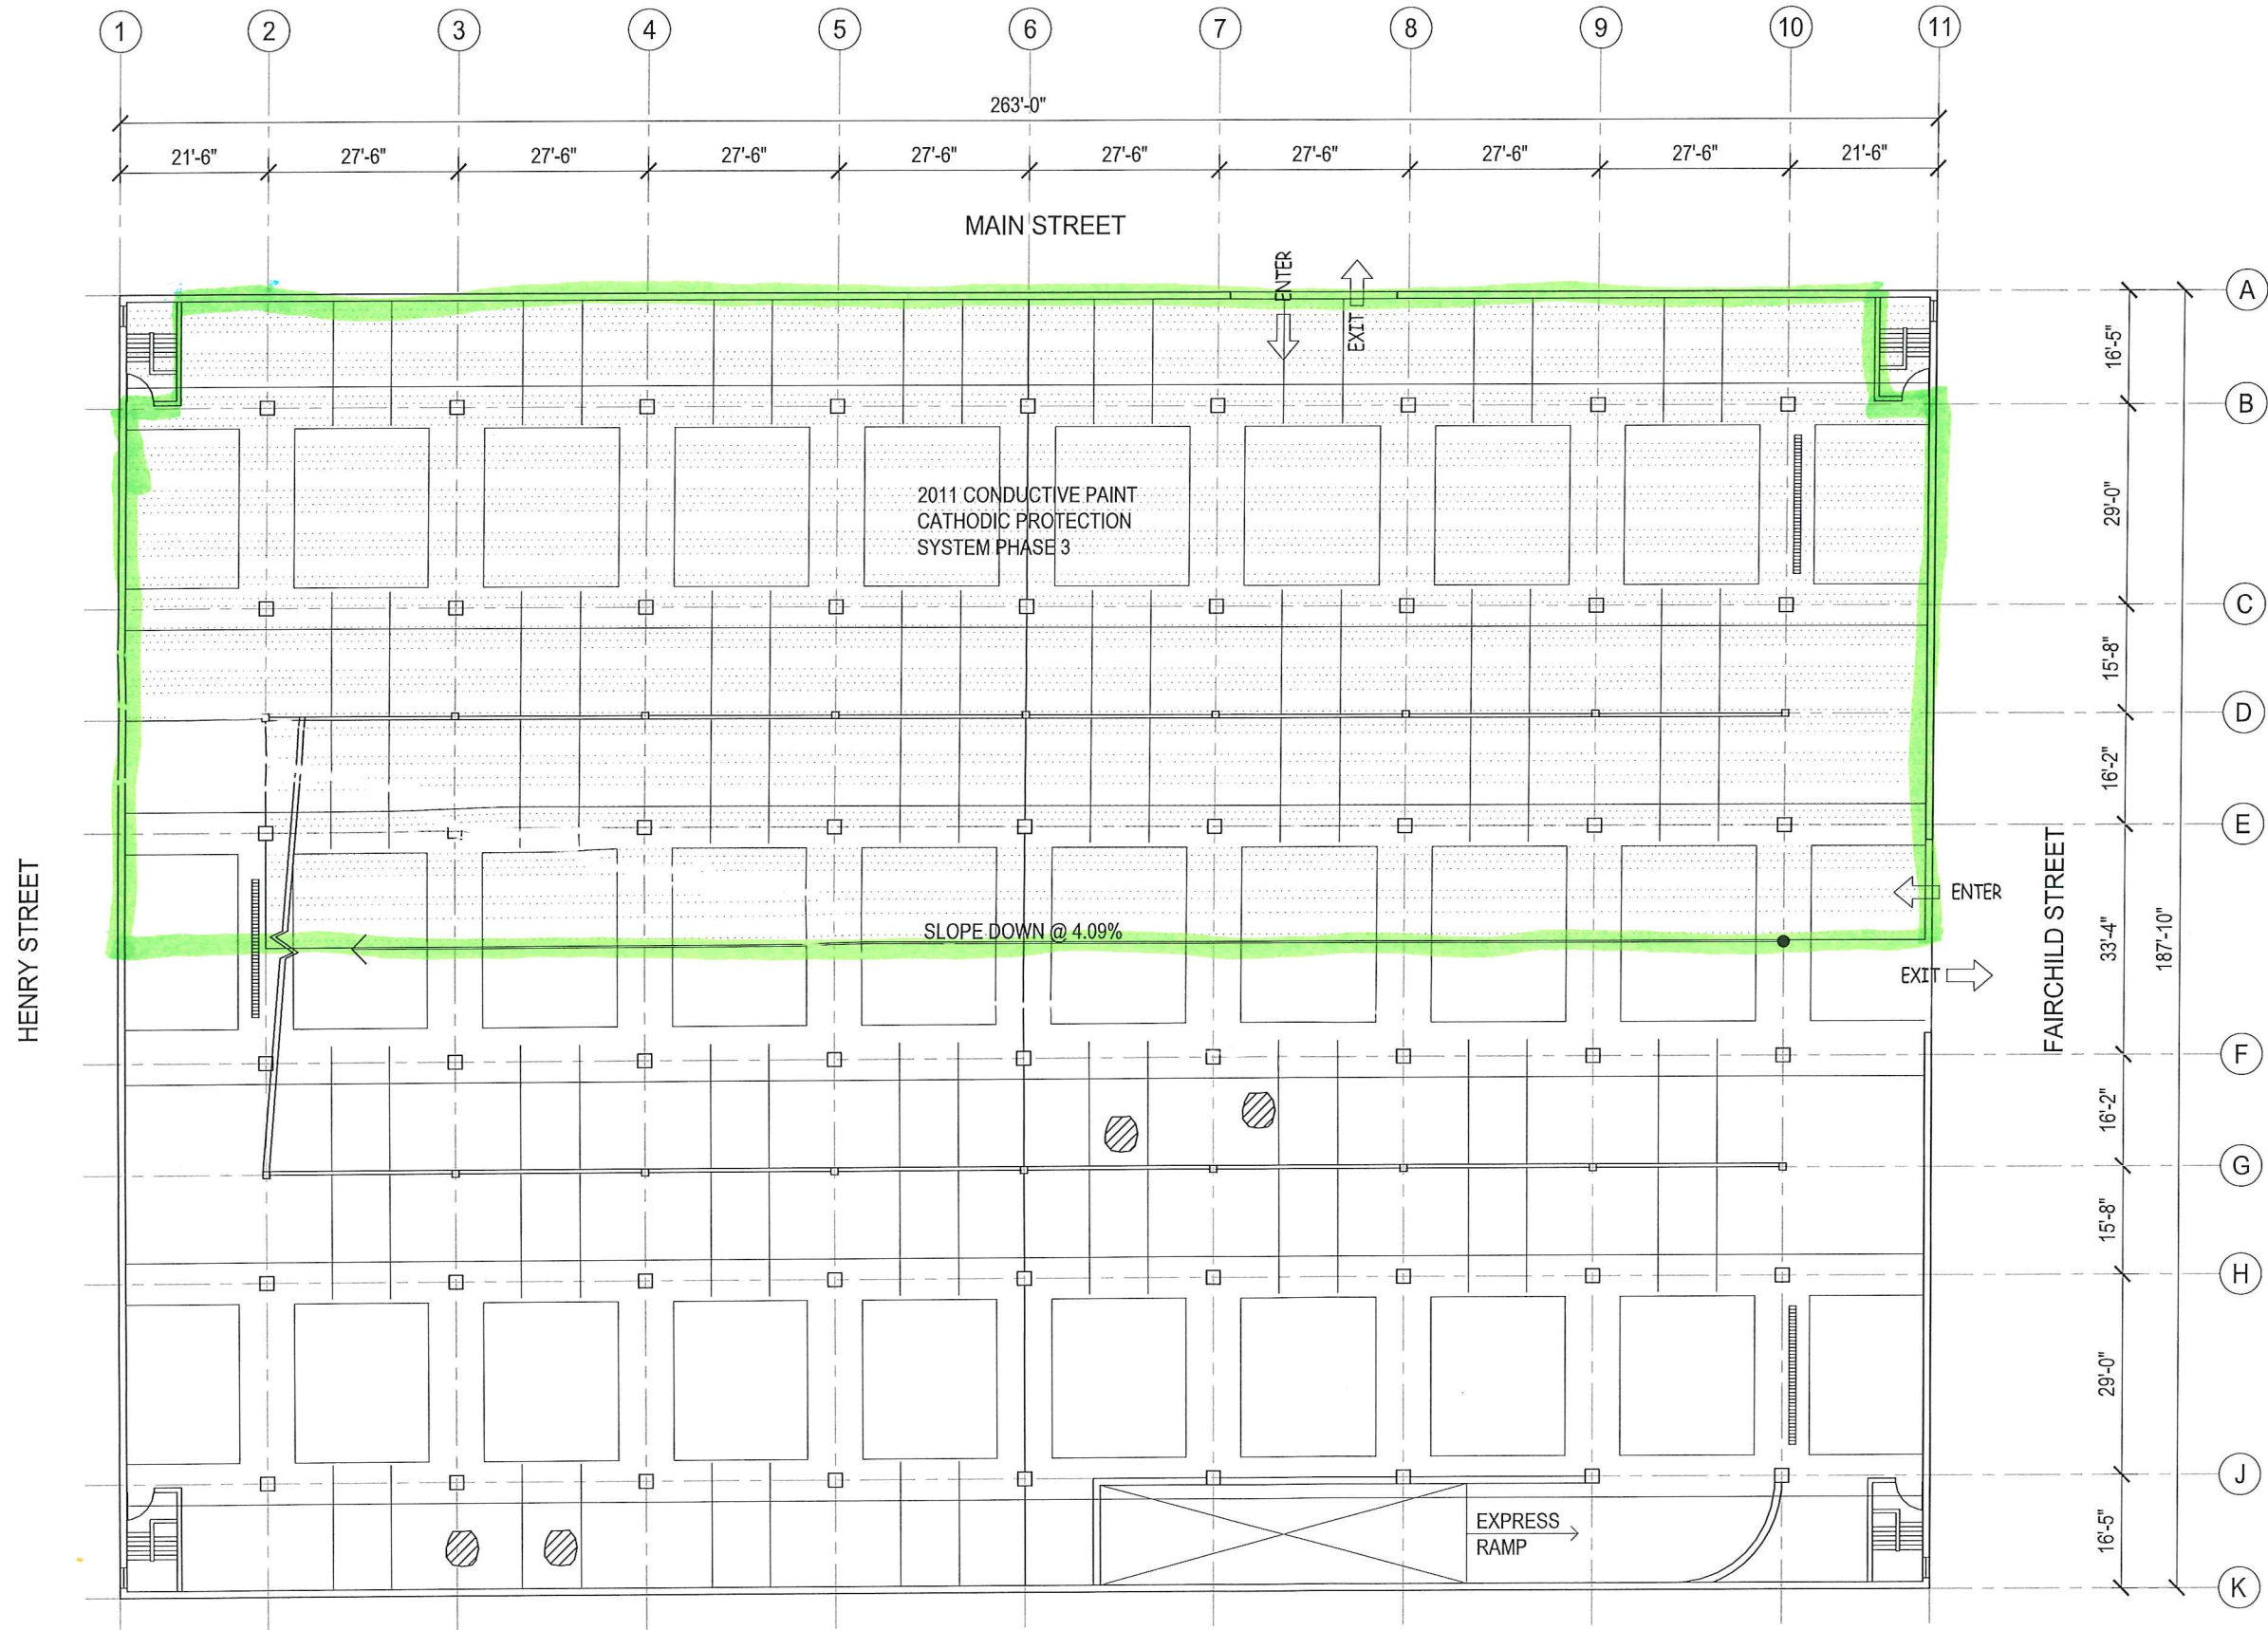 1 2 3 4 5 6 7 8 9 10 11
263'-0"
21'-6" 27'-6" 27'-6" 27'-6" 27'-6" 27'-6" 27'-6" 27'-6" 27'-6" 21'-6"
MAIN STREET
ENTER
EXIT
A
16'-5"
B
29'-0"
2011 CONDUCTIVE PAINT
CATHODIC PROTECTION
SYSTEM PHASE 3
C
15'-8"
D
16'-2"
E
ENTER
SLOPE DOWN @ 4.09%
EXIT
HENRY STREET
FAIRCHILD STREET
33'-4"
187'-10"
F
16'-2"
G
15'-8"
H
29'-0"
J
EXPRESS
RAMP
16'-5"
K